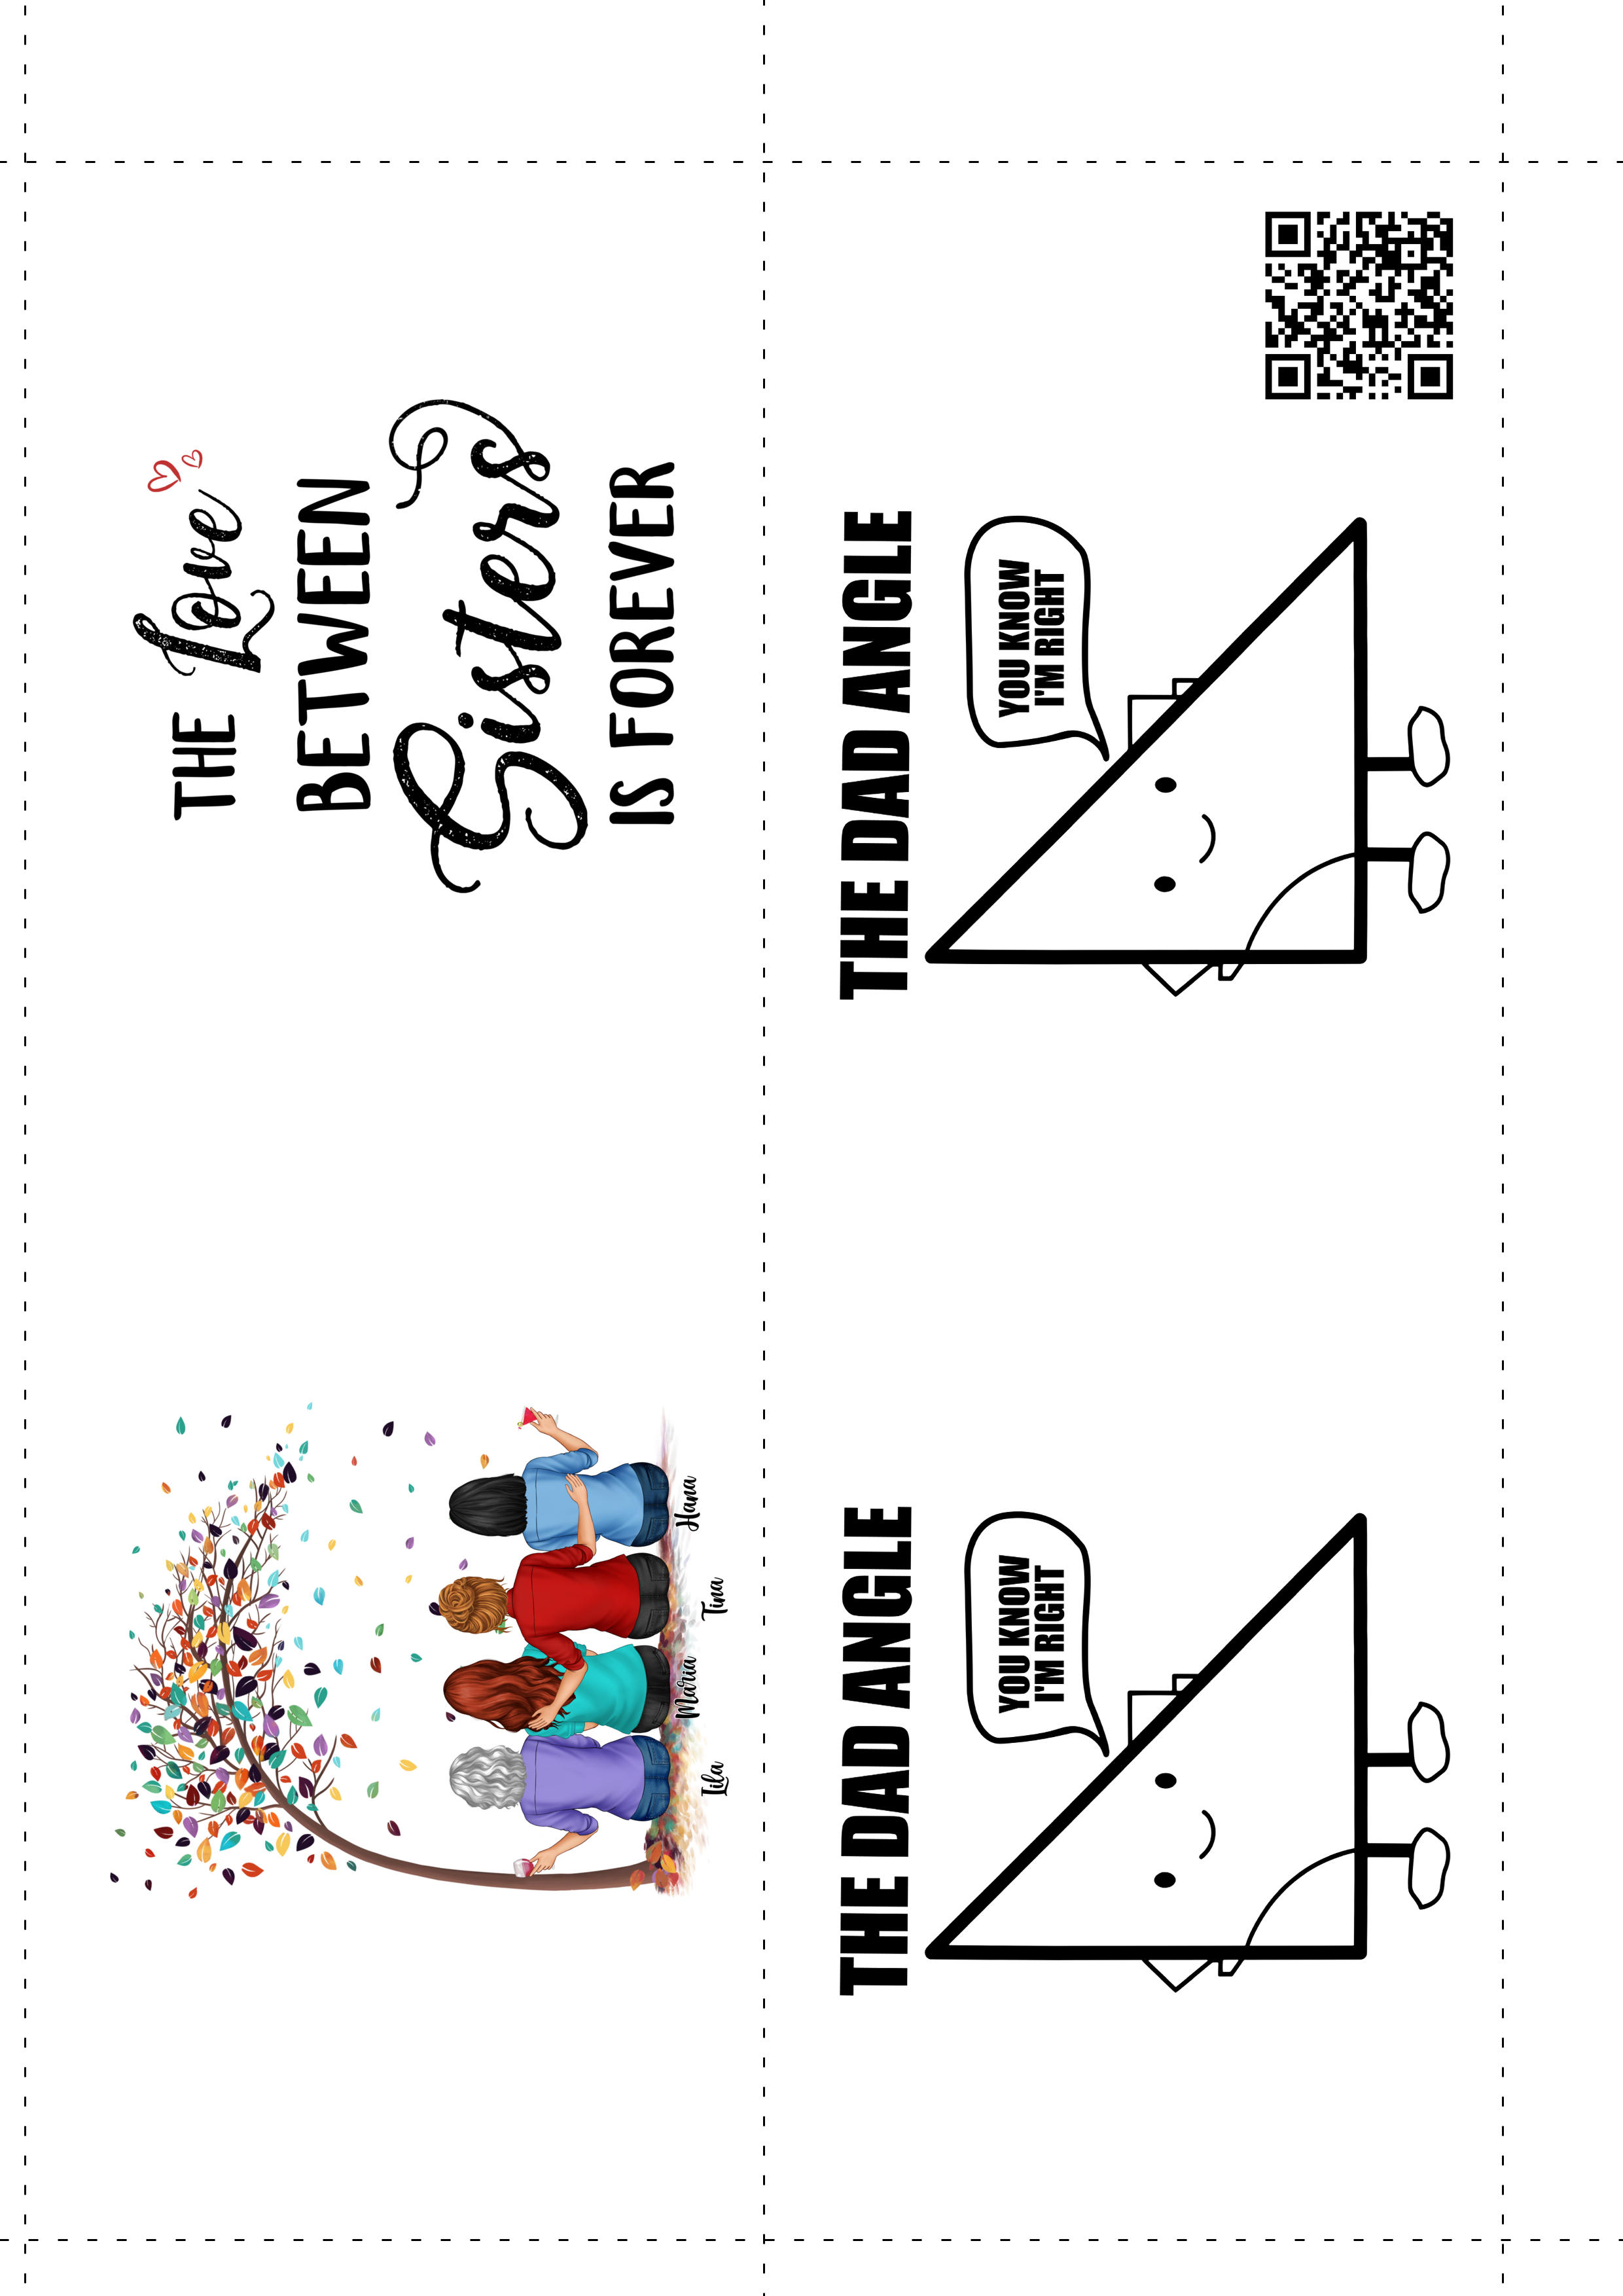 THE Love
BETWEEN
Sisters
IS FOREVER
Lila Maria Tina Hana
THE DAD ANGLE
YOU KNOW
I'M RIGHT
THE DAD ANGLE
YOU KNOW
I'M RIGHT